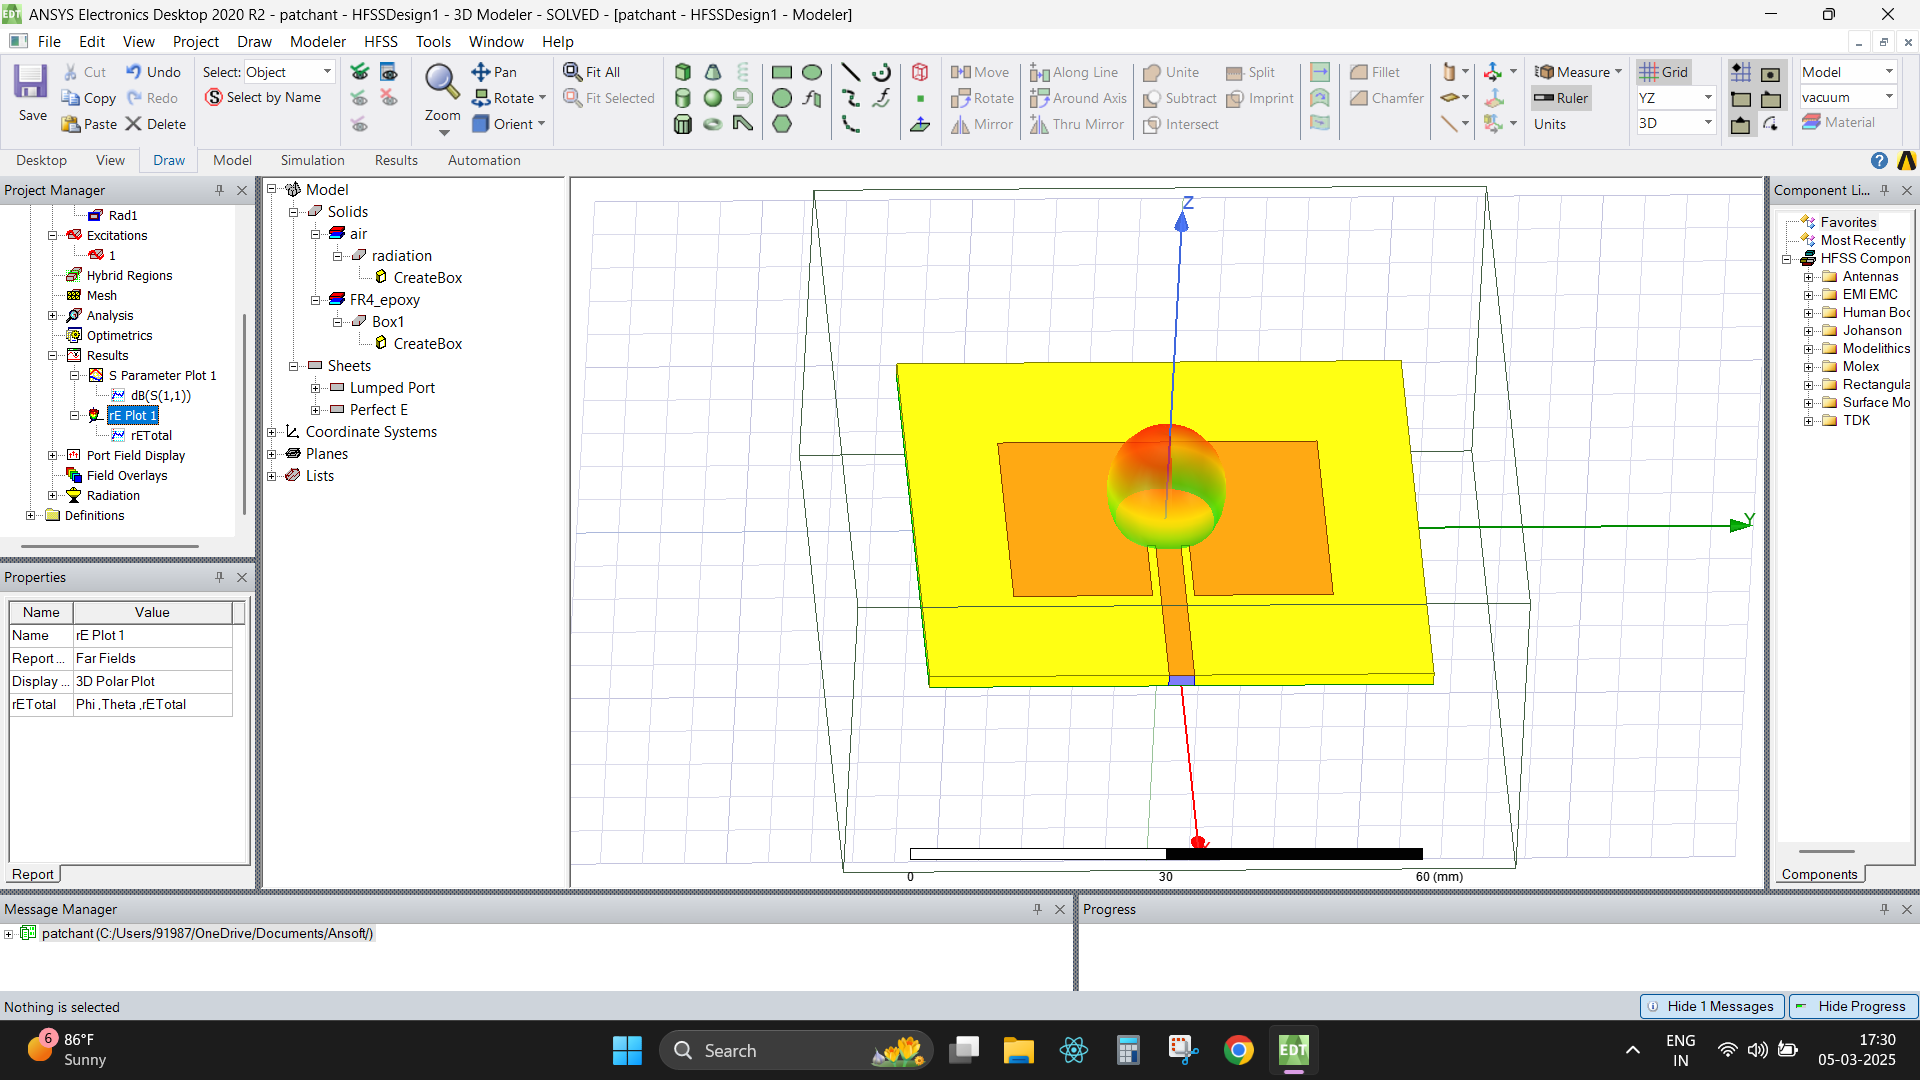 ANSYS Electronics Desktop 2020 R2 - patchant - HFSSDesign1 - 3D Modeler - SOLVED - [patchant - HFSSDesign1 - Modeler]
File Edit View Project Draw Modeler HFSS Tools Window Help
Save
Cut Undo
Copy Redo
Paste Delete
Select: Object
Select by Name
Zoom
Pan
Rotate
Orient
Fit All
Fit Selected
Move
Rotate
Mirror
Along Line
Around Axis
Thru Mirror
Unite Split
Subtract Imprint
Intersect
Fillet
Chamfer
Measure
Ruler
Units
Grid
YZ
3D
Model
vacuum
Material
Desktop View Draw Model Simulation Results Automation
Project Manager
Rad1
Excitations
1
Hybrid Regions
Mesh
Analysis
Optimetrics
Results
S Parameter Plot 1
dB(S(1,1))
rE Plot 1
rETotal
Port Field Display
Field Overlays
Radiation
Definitions
Properties
Name Value
Name rE Plot 1
Report ... Far Fields
Display ... 3D Polar Plot
rETotal Phi ,Theta ,rETotal
Report
Model
Solids
air
radiation
CreateBox
FR4_epoxy
Box1
CreateBox
Sheets
Lumped Port
Perfect E
Coordinate Systems
Planes
Lists
Z
Y
0 30 60 (mm)
Component Li...
Favorites
Most Recently
HFSS Compon
Antennas
EMI EMC
Human Boo
Johanson
Modelithics
Molex
Rectangula
Surface Mo
TDK
Components
Message Manager
patchant (C:/Users/91987/OneDrive/Documents/Ansoft/)
Progress
Nothing is selected
Hide 1 Messages
Hide Progress
6
86°F
Sunny
Search
EDT
ENG
IN
17:30
05-03-2025